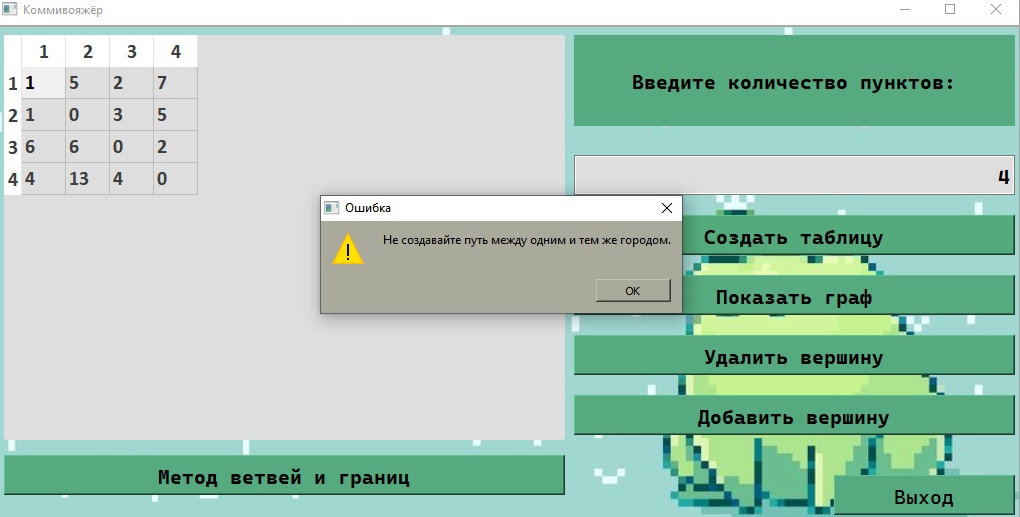 Коммивояжёр
1 2 3 4
1 1 5 2 7
2 1 0 3 5
3 6 6 0 2
4 4 13 4 0
Введите количество пунктов:
4
Ошибка
Не создавайте путь между одним и тем же городом.
OK
Создать таблицу
Показать граф
Удалить вершину
Добавить вершину
Метод ветвей и границ
Выход